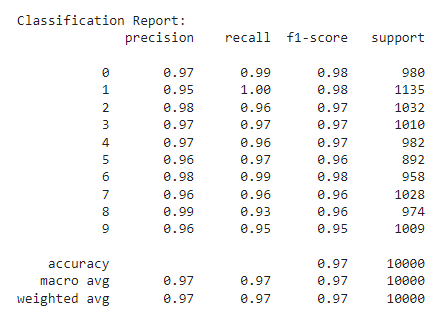 Classification Report:
precision recall f1-score support
0 0.97 0.99 0.98 980
1 0.95 1.00 0.98 1135
2 0.98 0.96 0.97 1032
3 0.97 0.97 0.97 1010
4 0.97 0.96 0.97 982
5 0.96 0.97 0.96 892
6 0.98 0.99 0.98 958
7 0.96 0.96 0.96 1028
8 0.99 0.93 0.96 974
9 0.96 0.95 0.95 1009
accuracy 0.97 10000
macro avg 0.97 0.97 0.97 10000
weighted avg 0.97 0.97 0.97 10000